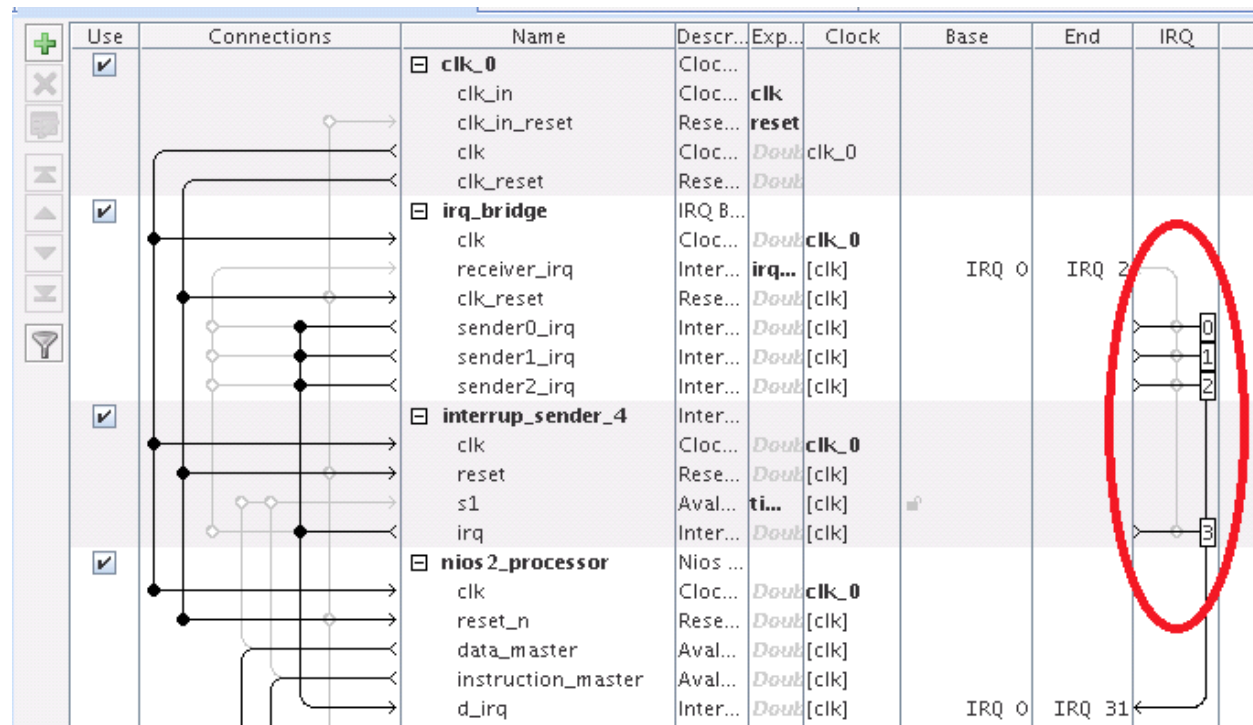 Use Connections Name Descr... Exp... Clock Base End IRQ
clk_0 Cloc...
clk_in Cloc... clk
clk_in_reset Rese... reset
clk Cloc... Doub clk_0
clk_reset Rese... Doub
irq_bridge IRQ B...
clk Cloc... Doub clk_0
receiver_irq Inter... irq... [clk] IRQ 0 IRQ 2
clk_reset Rese... Doub [clk]
sender0_irq Inter... Doub [clk] 0
sender1_irq Inter... Doub [clk] 1
sender2_irq Inter... Doub [clk] 2
interrup_sender_4 Inter...
clk Cloc... Doub clk_0
reset Rese... Doub [clk]
s1 Aval... ti... [clk]
irq Inter... Doub [clk] 3
nios2_processor Nios ...
clk Cloc... Doub clk_0
reset_n Rese... Doub [clk]
data_master Aval... Doub [clk]
instruction_master Aval... Doub [clk]
d_irq Inter... Doub [clk] IRQ 0 IRQ 31